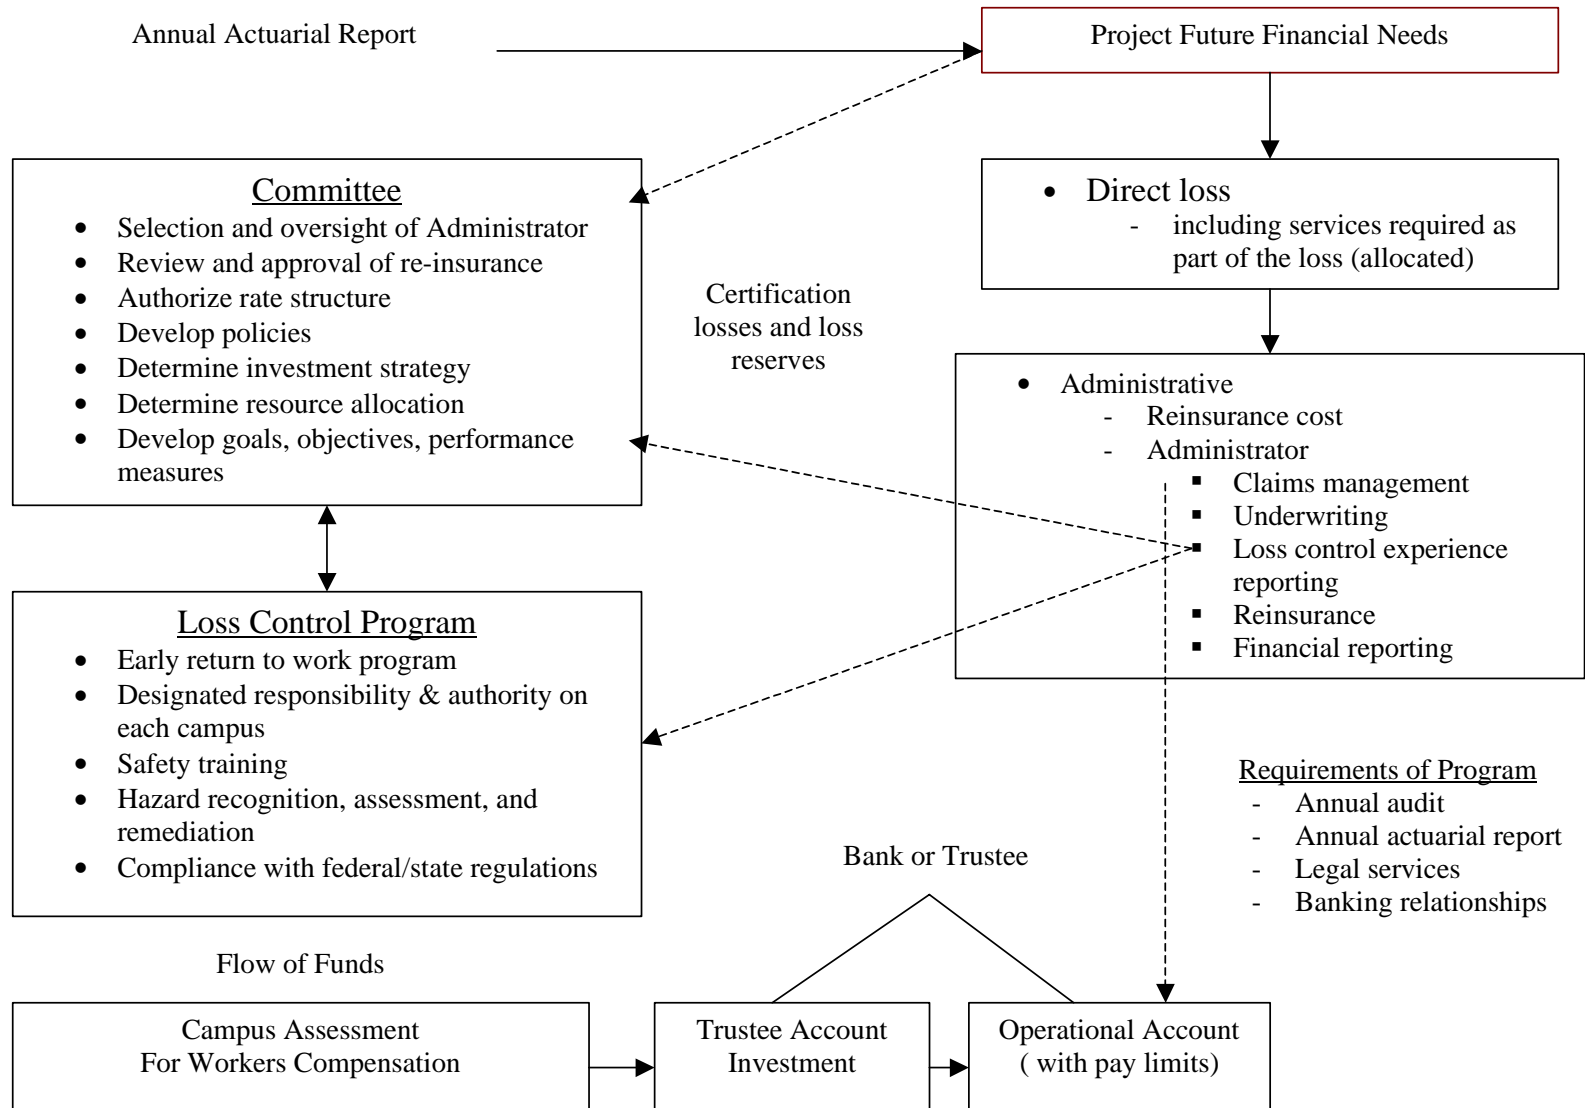 Annual Actuarial Report
Project Future Financial Needs
Committee
• Selection and oversight of Administrator
• Review and approval of re-insurance
• Authorize rate structure
• Develop policies
• Determine investment strategy
• Determine resource allocation
• Develop goals, objectives, performance
measures
Certification
losses and loss
reserves
• Direct loss
- including services required as
part of the loss (allocated)
• Administrative
- Reinsurance cost
- Administrator
▪ Claims management
▪ Underwriting
▪ Loss control experience
reporting
▪ Reinsurance
▪ Financial reporting
Loss Control Program
• Early return to work program
• Designated responsibility & authority on
each campus
• Safety training
• Hazard recognition, assessment, and
remediation
• Compliance with federal/state regulations
Requirements of Program
- Annual audit
- Annual actuarial report
- Legal services
- Banking relationships
Bank or Trustee
Flow of Funds
Campus Assessment
For Workers Compensation
Trustee Account
Investment
Operational Account
( with pay limits)